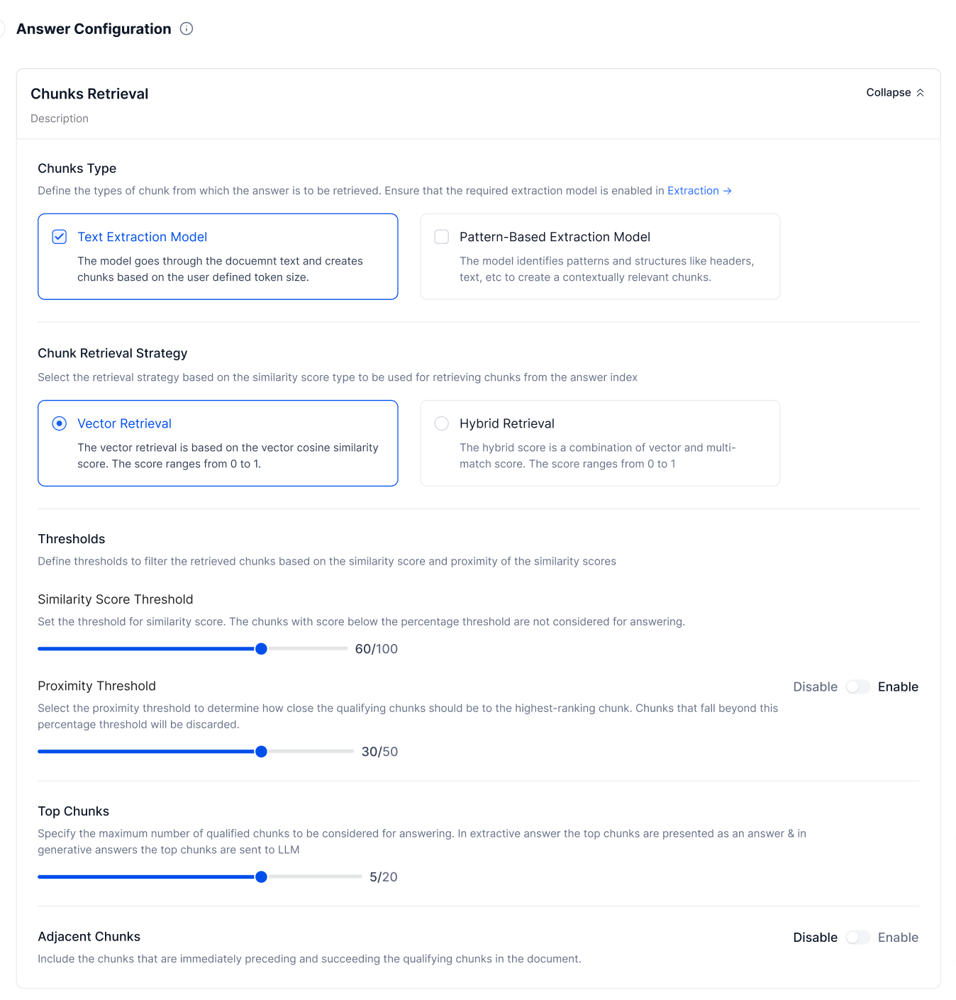 Answer Configuration
Chunks Retrieval
Collapse
Description
Chunks Type
Define the types of chunk from which the answer is to be retrieved. Ensure that the required extraction model is enabled in Extraction →
Text Extraction Model
The model goes through the docuemnt text and creates
chunks based on the user defined token size.
Pattern-Based Extraction Model
The model identifies patterns and structures like headers,
text, etc to create a contextually relevant chunks.
Chunk Retrieval Strategy
Select the retrieval strategy based on the similarity score type to be used for retrieving chunks from the answer index
Vector Retrieval
The vector retrieval is based on the vector cosine similarity
score. The score ranges from 0 to 1.
Hybrid Retrieval
The hybrid score is a combination of vector and multi-
match score. The score ranges from 0 to 1
Thresholds
Define thresholds to filter the retrieved chunks based on the similarity score and proximity of the similarity scores
Similarity Score Threshold
Set the threshold for similarity score. The chunks with score below the percentage threshold are not considered for answering.
60/100
Proximity Threshold
Disable Enable
Select the proximity threshold to determine how close the qualifying chunks should be to the highest-ranking chunk. Chunks that fall beyond this
percentage threshold will be discarded.
30/50
Top Chunks
Specify the maximum number of qualified chunks to be considered for answering. In extractive answer the top chunks are presented as an answer & in
generative answers the top chunks are sent to LLM
5/20
Adjacent Chunks
Disable Enable
Include the chunks that are immediately preceding and succeeding the qualifying chunks in the document.